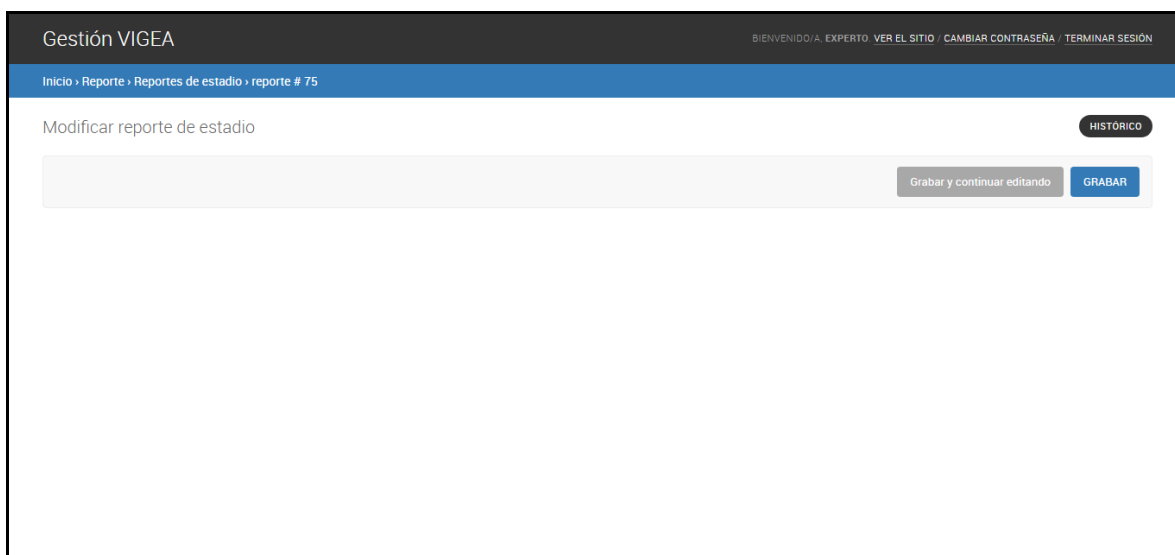 Gestión VIGEA
BIENVENIDO/A, EXPERTO. VER EL SITIO / CAMBIAR CONTRASEÑA / TERMINAR SESIÓN
Inicio › Reporte › Reportes de estadio › reporte # 75
Modificar reporte de estadio
HISTÓRICO
Grabar y continuar editando
GRABAR